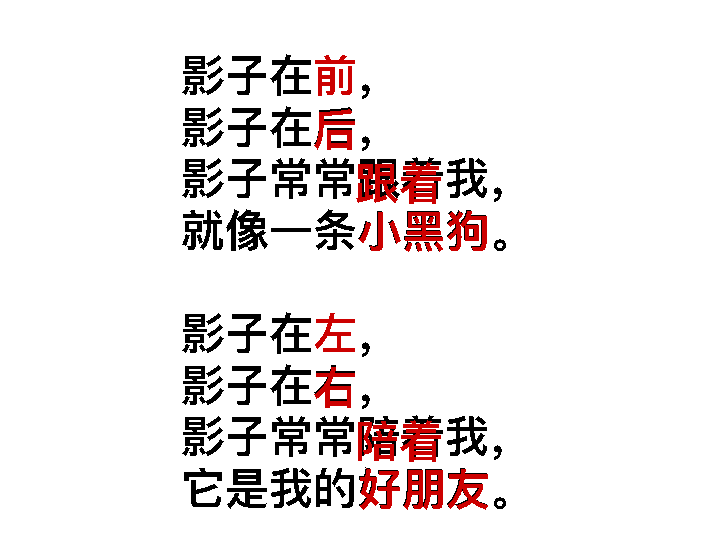 影子在前，
影子在后，
影子常常跟着我，
就像一条小黑狗。
影子在左，
影子在右，
影子常常陪着我，
它是我的好朋友。